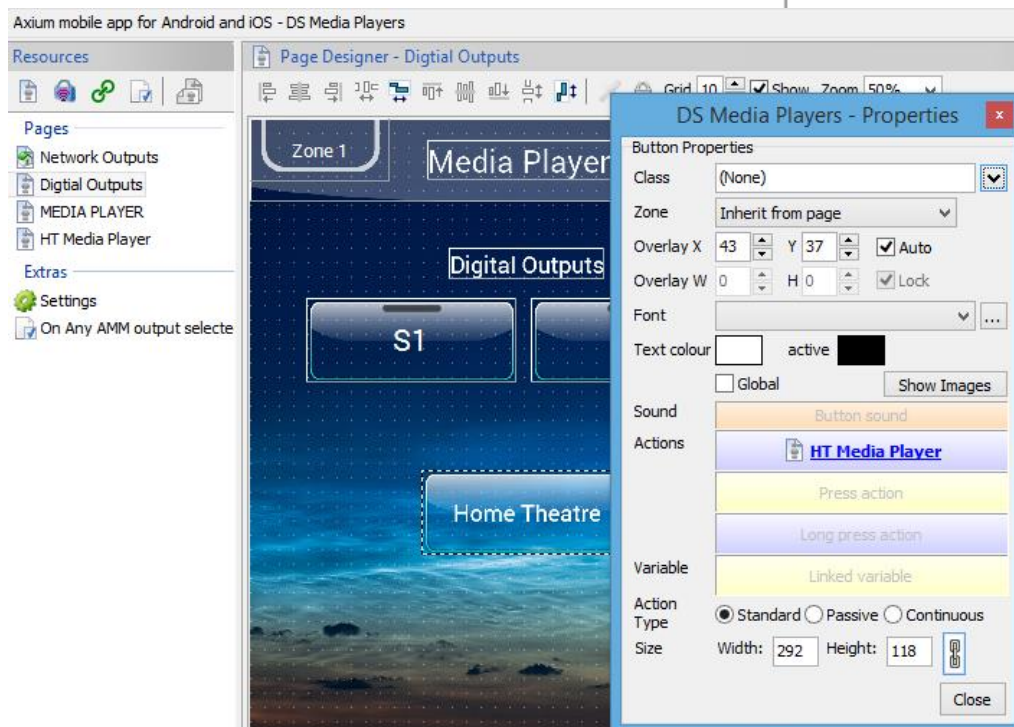 Axium mobile app for Android and iOS - DS Media Players
Resources
Pages
Network Outputs
Digtial Outputs
MEDIA PLAYER
HT Media Player
Extras
Settings
On Any AMM output selecte
Page Designer - Digtial Outputs
Grid 10 Show Zoom 50%
Zone 1
Media Player
Digital Outputs
S1
Home Theatre
DS Media Players - Properties
x
Button Properties
Class (None)
Zone Inherit from page
Overlay X 43 Y 37 Auto
Overlay W 0 H 0 Lock
Font ...
Text colour active
Global Show Images
Sound Button sound
Actions HT Media Player
Press action
Long press action
Variable Linked variable
Action
Type Standard Passive Continuous
Size Width: 292 Height: 118
Close